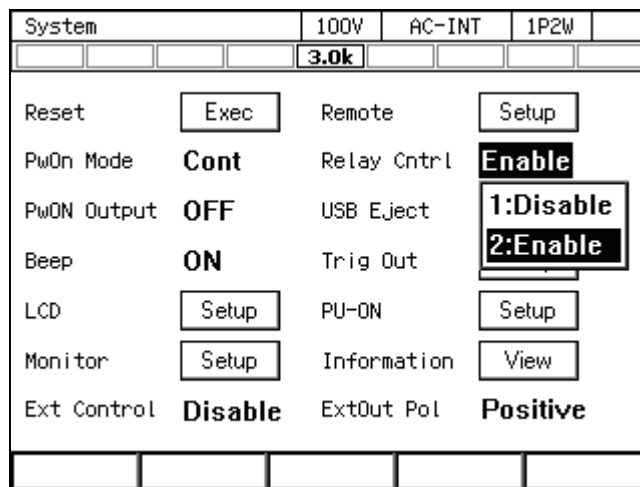 System 100V AC-INT 1P2W
3.0k
Reset Exec Remote Setup
PwOn Mode Cont Relay Cntrl Enable
PwON Output OFF USB Eject 1:Disable
2:Enable
Beep ON Trig Out
LCD Setup PU-ON Setup
Monitor Setup Information View
Ext Control Disable ExtOut Pol Positive